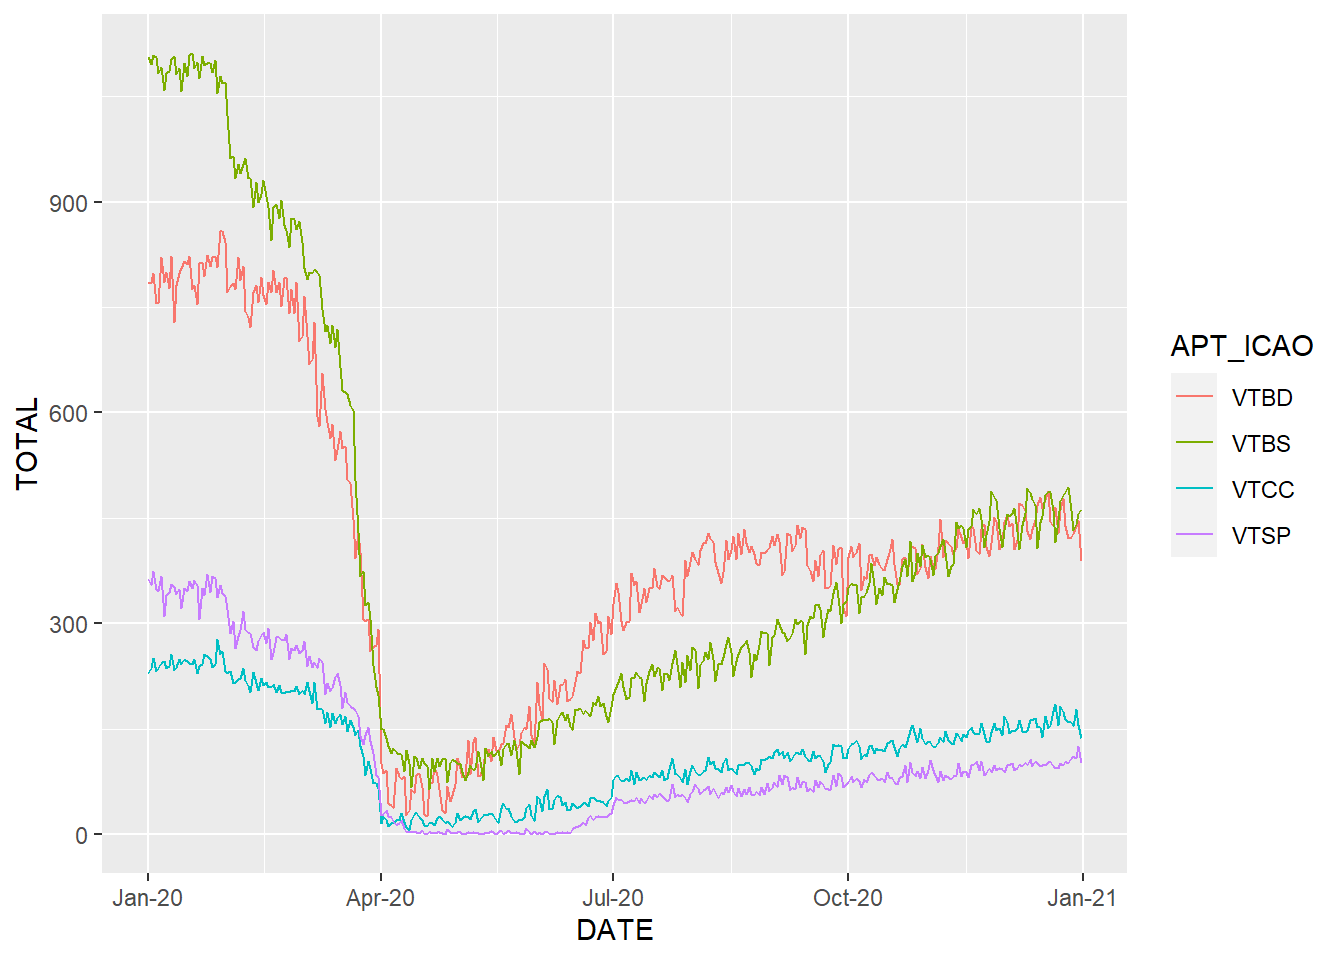 TOTAL
900
600
300
0
Jan-20
Apr-20
Jul-20
Oct-20
Jan-21
DATE
APT_ICAO
VTBD
VTBS
VTCC
VTSP